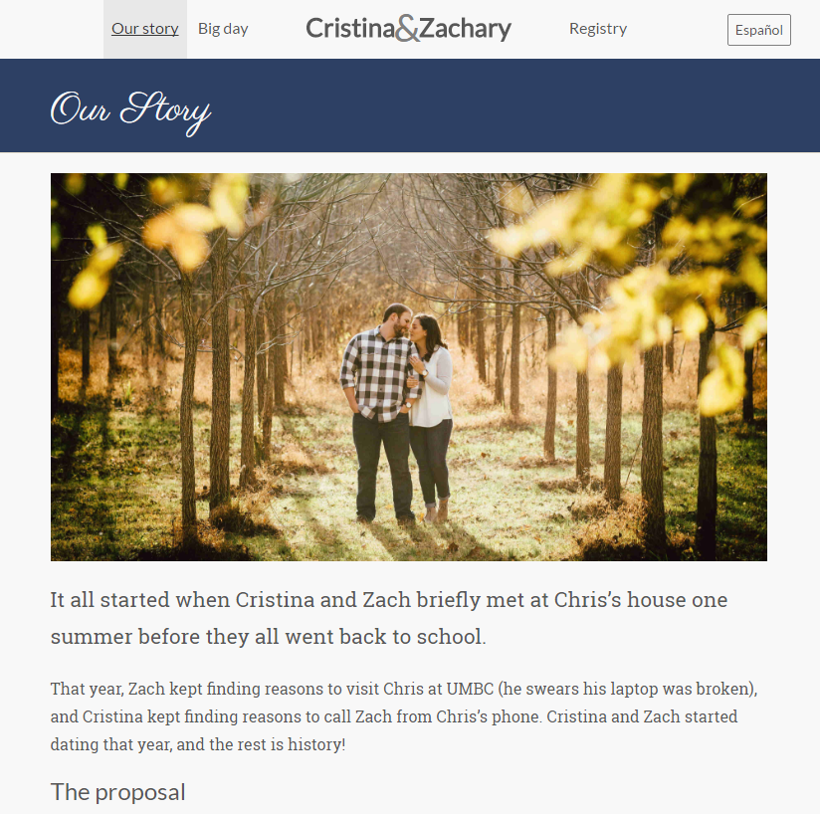 Our story Big day Cristina&Zachary Registry Español
Our Story
It all started when Cristina and Zach briefly met at Chris’s house one
summer before they all went back to school.
That year, Zach kept finding reasons to visit Chris at UMBC (he swears his laptop was broken),
and Cristina kept finding reasons to call Zach from Chris’s phone. Cristina and Zach started
dating that year, and the rest is history!
The proposal